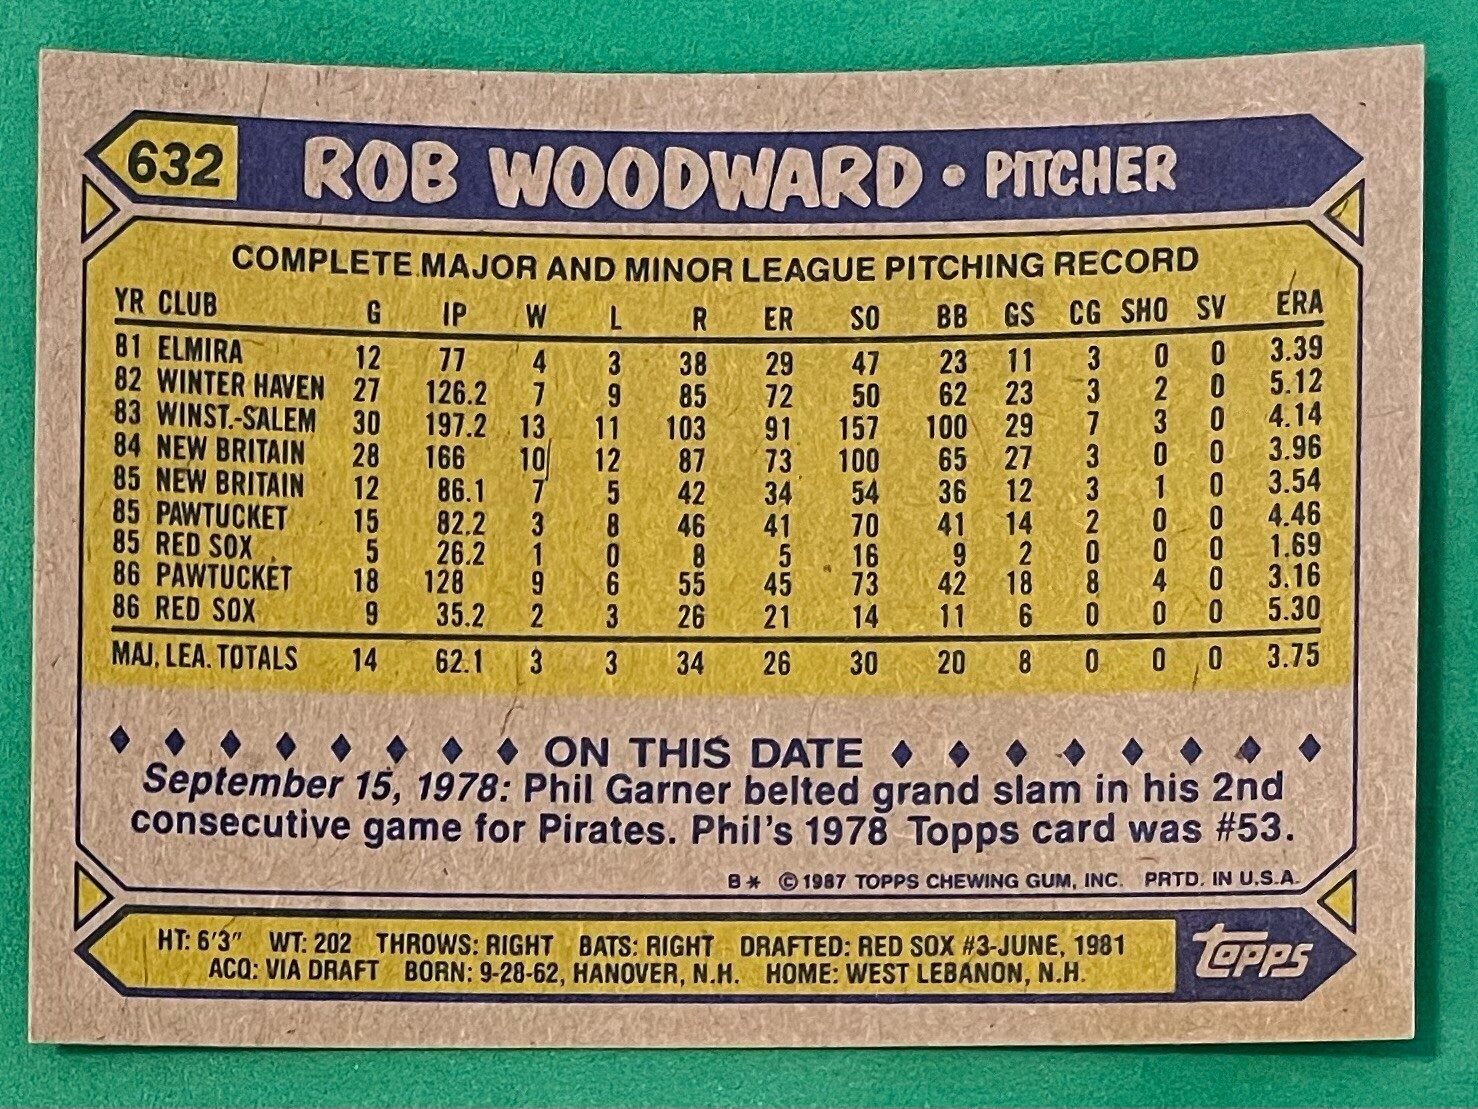 632 ROB WOODWARD • PITCHER
COMPLETE MAJOR AND MINOR LEAGUE PITCHING RECORD
YR CLUB G IP W L R ER SO BB GS CG SHO SV ERA
81 ELMIRA 12 77 4 3 38 29 47 23 11 3 0 0 3.39
82 WINTER HAVEN 27 126.2 7 9 85 72 50 62 23 3 2 0 5.12
83 WINST.-SALEM 30 197.2 13 11 103 91 157 100 29 7 3 0 4.14
84 NEW BRITAIN 28 166 10 12 87 73 100 65 27 3 0 0 3.96
85 NEW BRITAIN 12 86.1 7 5 42 34 54 36 12 3 1 0 3.54
85 PAWTUCKET 15 82.2 3 8 46 41 70 41 14 2 0 0 4.46
85 RED SOX 5 26.2 1 0 8 5 16 9 2 0 0 0 1.69
86 PAWTUCKET 18 128 9 6 55 45 73 42 18 8 4 0 3.16
86 RED SOX 9 35.2 2 3 26 21 14 11 6 0 0 0 5.30
MAJ. LEA. TOTALS 14 62.1 3 3 34 26 30 20 8 0 0 0 3.75
ON THIS DATE
September 15, 1978: Phil Garner belted grand slam in his 2nd
consecutive game for Pirates. Phil's 1978 Topps card was #53.
B* ©1987 TOPPS CHEWING GUM, INC. PRTD. IN U.S.A.
HT: 6'3" WT: 202 THROWS: RIGHT BATS: RIGHT DRAFTED: RED SOX #3-JUNE, 1981
ACQ: VIA DRAFT BORN: 9-28-62, HANOVER, N.H. HOME: WEST LEBANON, N.H.
Topps